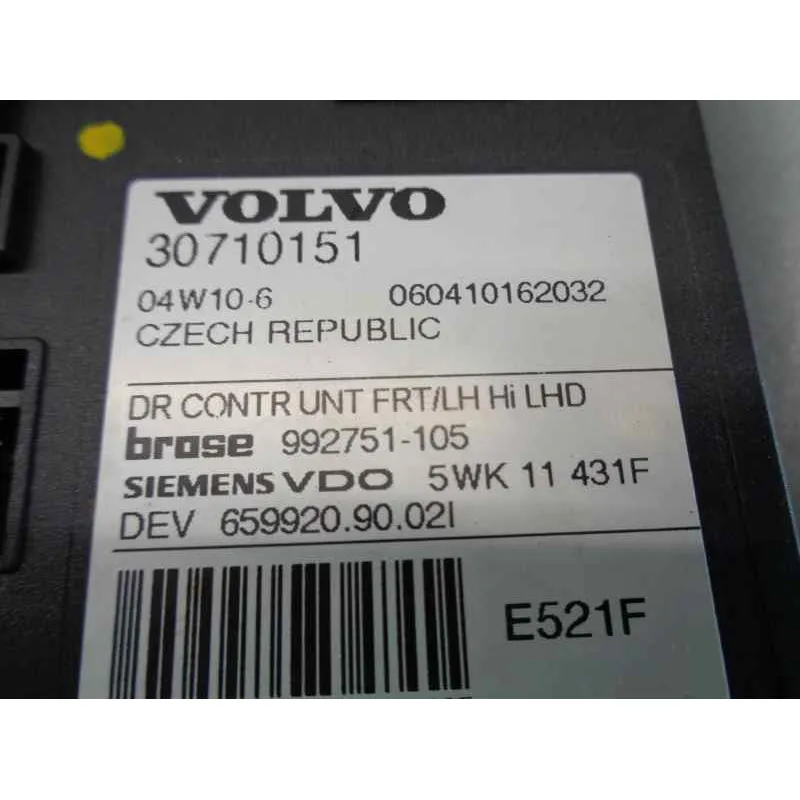 VOLVO
30710151
04W10-6 060410162032
CZECH REPUBLIC
DR CONTR UNT FRT/LH Hi LHD
brose 992751-105
SIEMENS VDO 5WK 11 431F
DEV 659920.90.02I
E521F